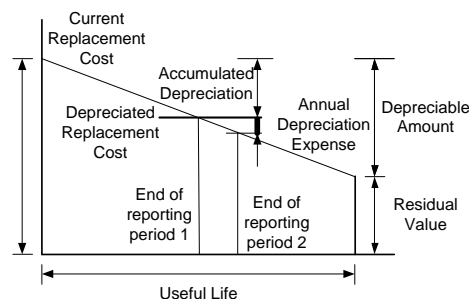 Current
Replacement
Cost
Accumulated
Depreciation
Depreciated
Replacement
Cost
Annual
Depreciation
Expense
Depreciable
Amount
End of
reporting
period 1
End of
reporting
period 2
Residual
Value
Useful Life